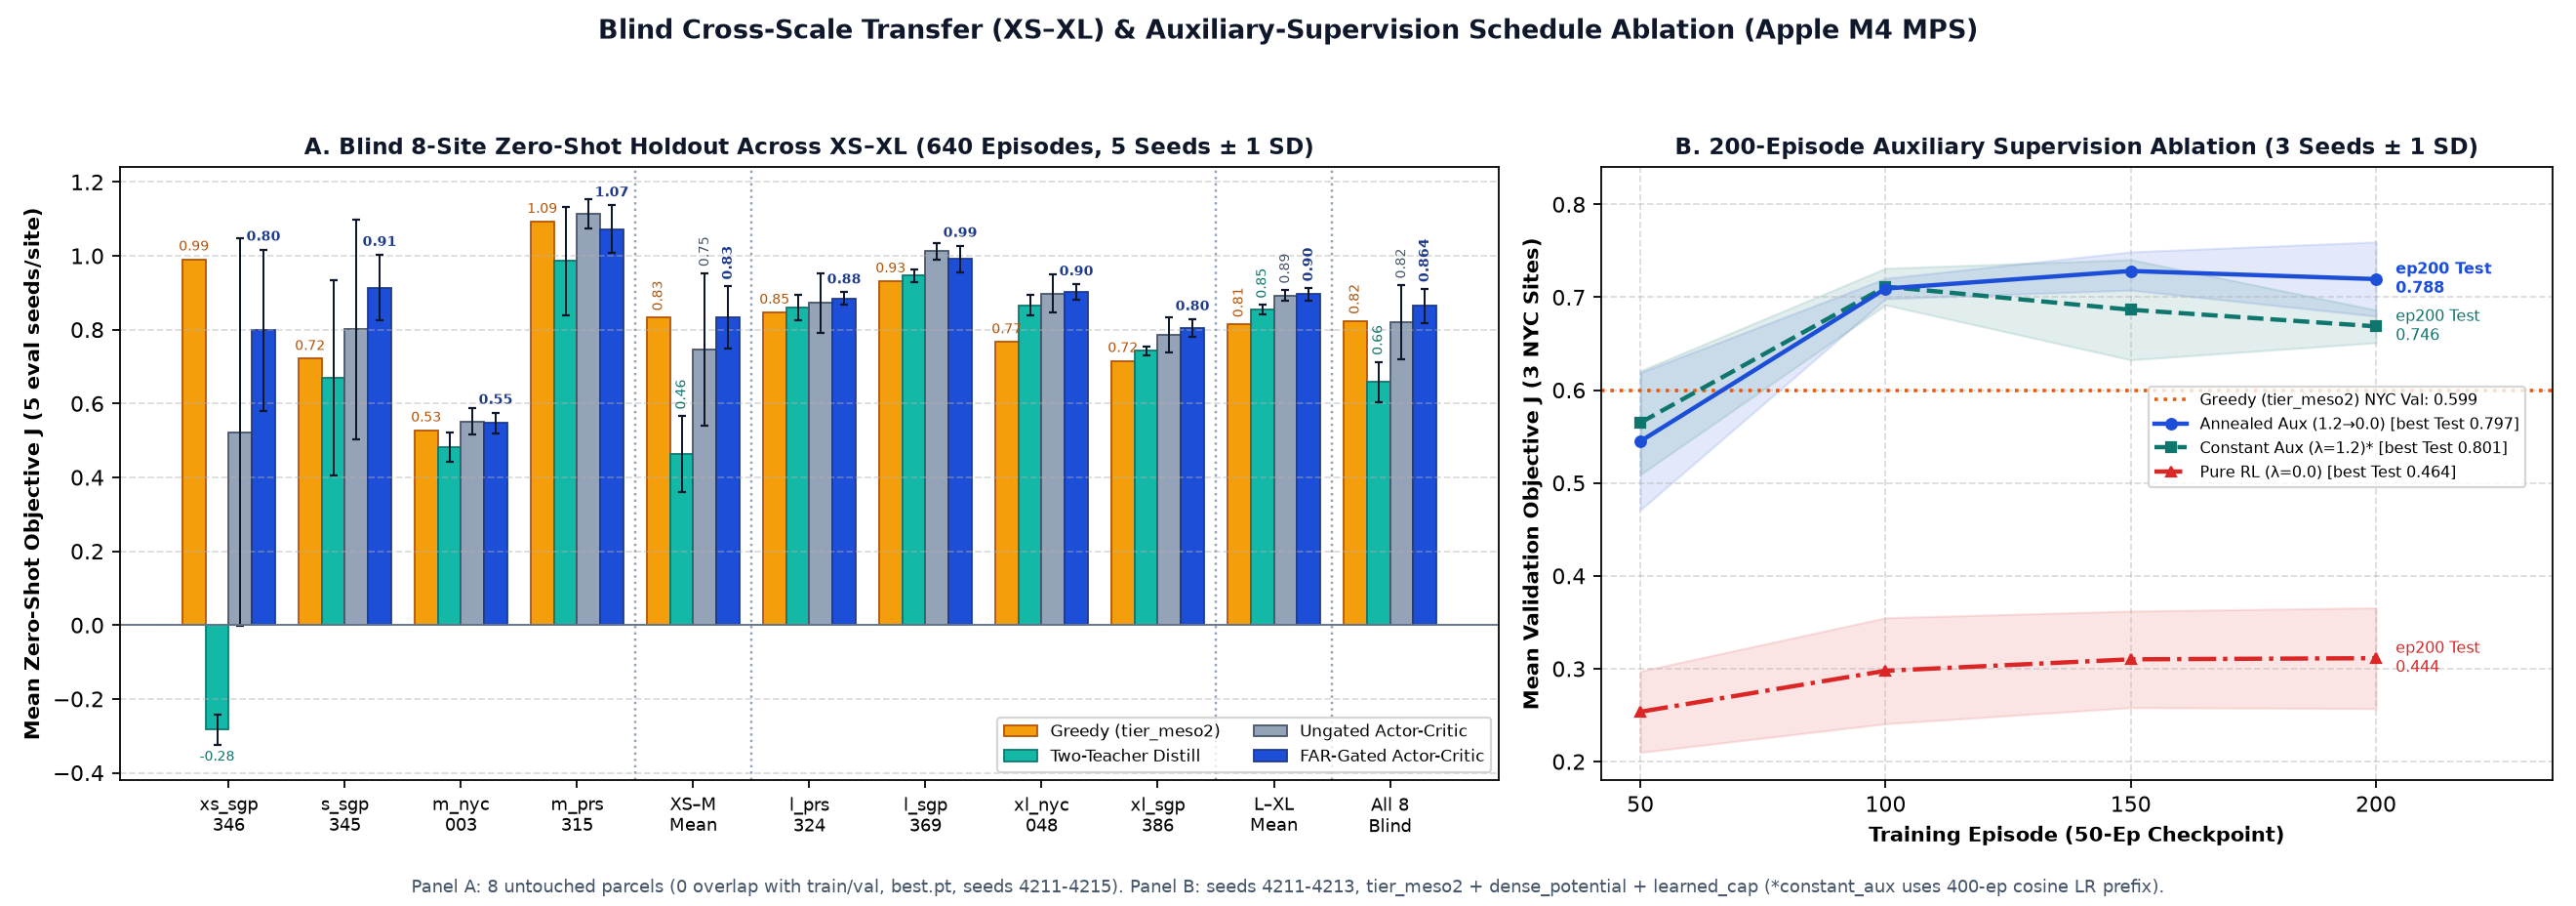 Blind Cross-Scale Transfer (XS–XL) & Auxiliary-Supervision Schedule Ablation (Apple M4 MPS)
A. Blind 8-Site Zero-Shot Holdout Across XS–XL (640 Episodes, 5 Seeds ± 1 SD)
Mean Zero-Shot Objective J (5 eval seeds/site)
1.2
1.0
0.8
0.6
0.4
0.2
0.0
−0.2
−0.4
0.99
-0.28
0.80
0.72
0.91
0.53
0.55
1.09
1.07
0.83
0.46
0.75
0.83
0.85
0.88
0.93
0.99
0.77
0.90
0.72
0.80
0.81
0.85
0.89
0.90
0.82
0.66
0.82
0.864
Greedy (tier_meso2)
Two-Teacher Distill
Ungated Actor-Critic
FAR-Gated Actor-Critic
xs_sgp
346
s_sgp
345
m_nyc
003
m_prs
315
XS–M
Mean
l_prs
324
l_sgp
369
xl_nyc
048
xl_sgp
386
L–XL
Mean
All 8
Blind
B. 200-Episode Auxiliary Supervision Ablation (3 Seeds ± 1 SD)
Mean Validation Objective J (3 NYC Sites)
0.8
0.7
0.6
0.5
0.4
0.3
0.2
ep200 Test
0.788
ep200 Test
0.746
Greedy (tier_meso2) NYC Val: 0.599
Annealed Aux (1.2→0.0) [best Test 0.797]
Constant Aux (λ=1.2)* [best Test 0.801]
Pure RL (λ=0.0) [best Test 0.464]
ep200 Test
0.444
50
100
150
200
Training Episode (50-Ep Checkpoint)
Panel A: 8 untouched parcels (0 overlap with train/val, best.pt, seeds 4211-4215). Panel B: seeds 4211-4213, tier_meso2 + dense_potential + learned_cap (*constant_aux uses 400-ep cosine LR prefix).